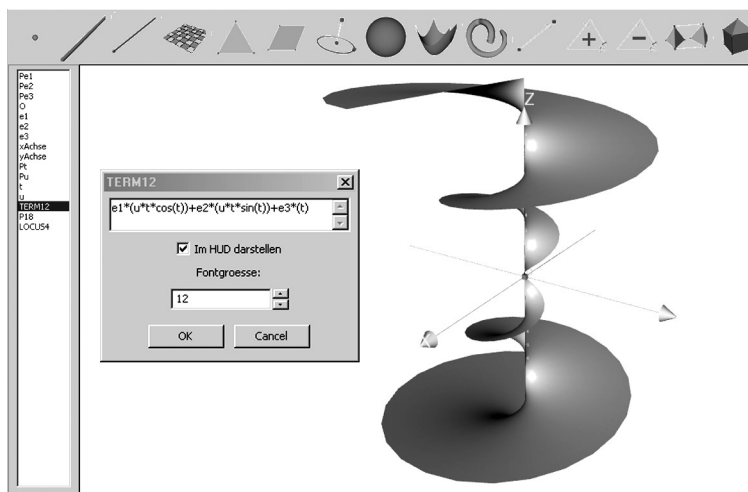 Pe1
Pe2
Pe3
O
e1
e2
e3
xAchse
yAchse
Pt
Pu
t
u
TERM12
P18
LOCU54
TERM12
e1*(u*t*cos(t))+e2*(u*t*sin(t))+e3*(t)
Im HUD darstellen
Fontgroesse:
12
OK
Cancel
Z